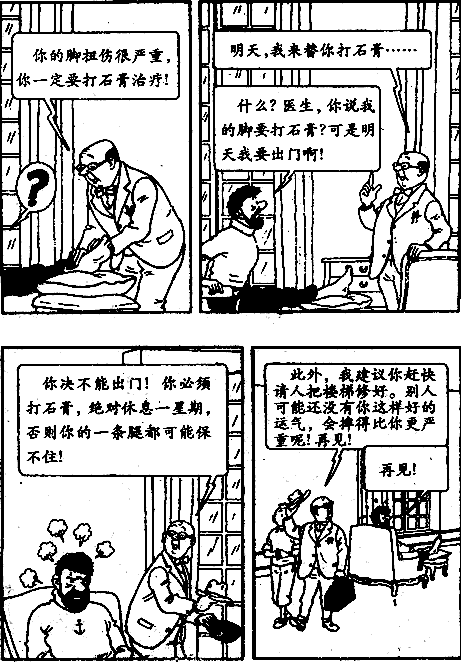 你的脚扭伤很严重，
你一定要打石膏治疗！
?
明天，我来替你打石膏……
什么？医生，你说我
的脚要打石膏？可是明
天我要出门啊！
你决不能出门！你必须
打石膏，绝对休息一星期，
否则你的一条腿都可能保
不住！
此外，我建议你赶快
请人把楼梯修好。别人
可能还没有你这样好的
运气，会摔得比你更严
重呢！再见！
再见！